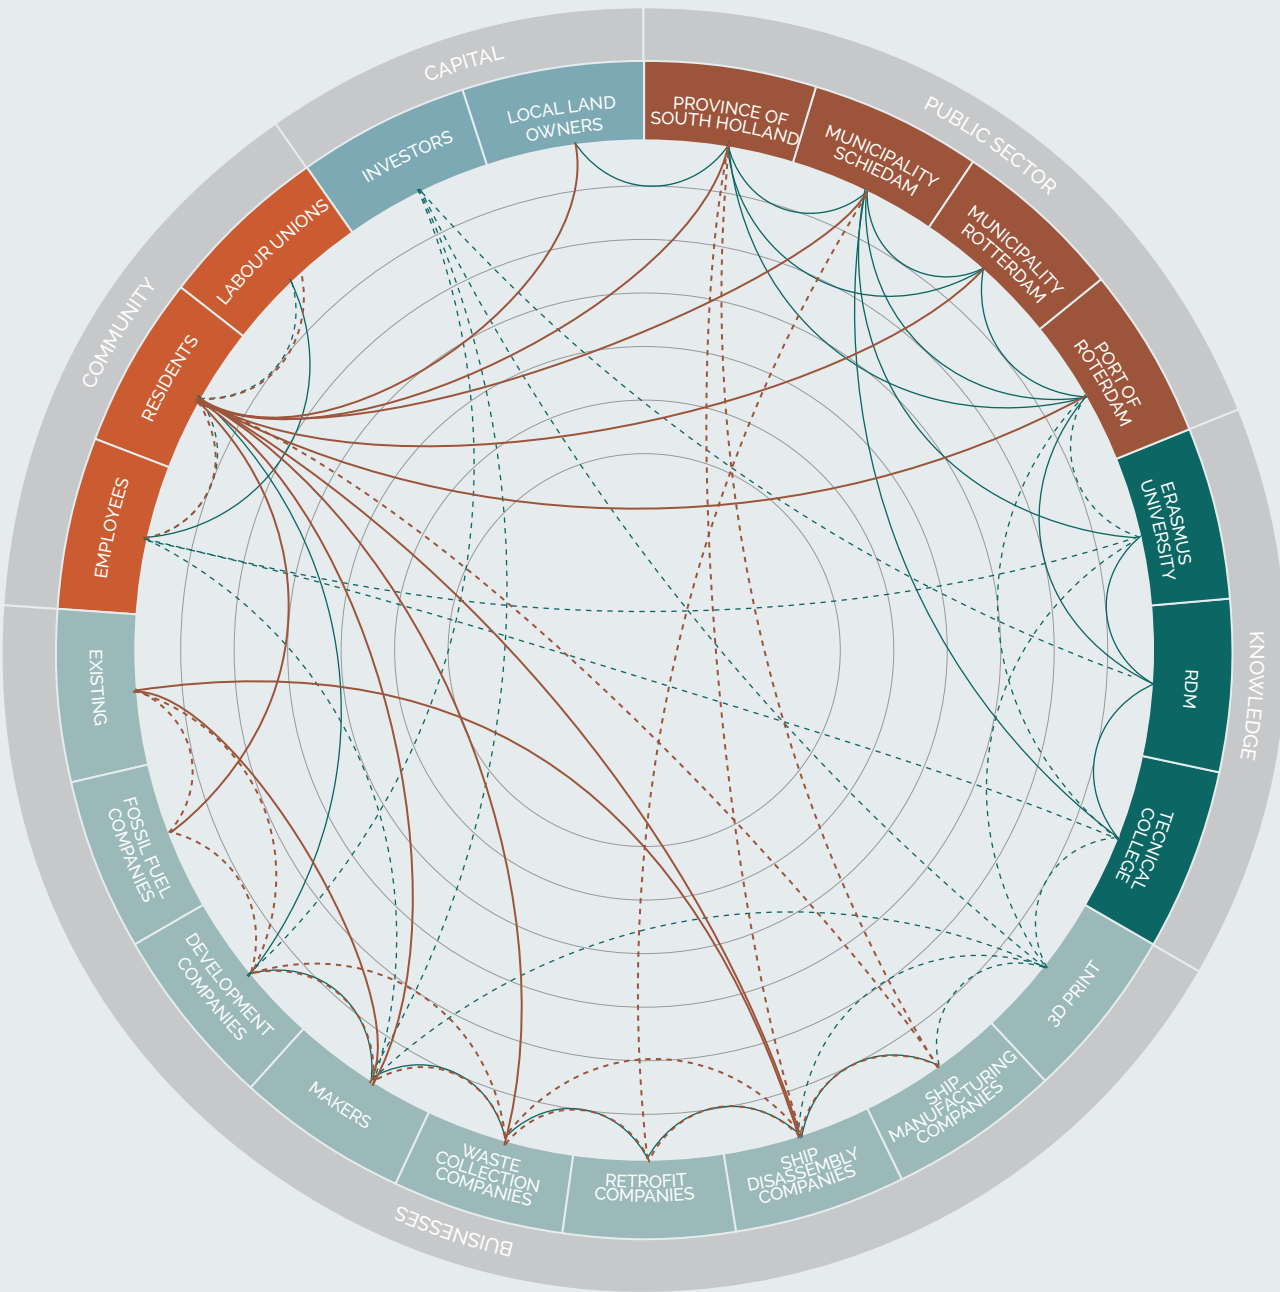 CAPITAL
PUBLIC SECTOR
KNOWLEDGE
BUISNESSES
COMMUNITY
LOCAL LAND
OWNERS
PROVINCE OF
SOUTH HOLLAND
MUNICIPALITY
SCHIEDAM
MUNICIPALITY
ROTTERDAM
PORT OF
ROTERDAM
ERASMUS
UNIVERSITY
RDM
TECNICAL
COLLEGE
3D PRINT
SHIP
MANUFACTURING
COMPANIES
SHIP
DISASSEMBLY
COMPANIES
RETROFIT
COMPANIES
WASTE
COLLECTION
COMPANIES
MAKERS
DEVELOPMENT
COMPANIES
FOSSIL FUEL
COMPANIES
EXISTING
EMPLOYEES
RESIDENTS
LABOUR UNIONS
INVESTORS